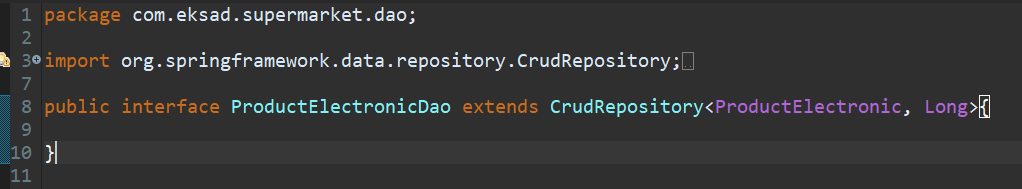 1 package com.eksad.supermarket.dao;
2
3 import org.springframework.data.repository.CrudRepository;
7
8 public interface ProductElectronicDao extends CrudRepository<ProductElectronic, Long>{
9
10 }
11